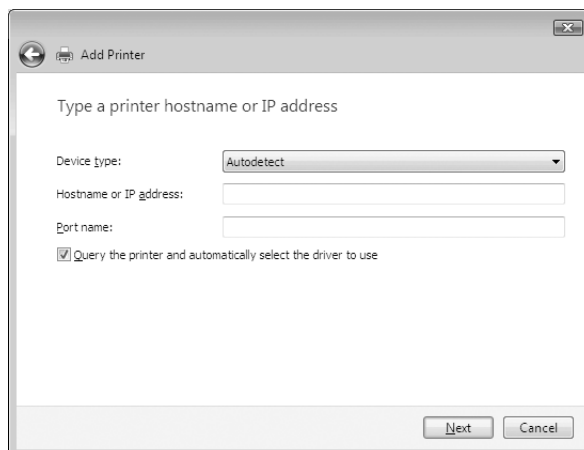 Add Printer
Type a printer hostname or IP address
Device type: Autodetect
Hostname or IP address:
Port name:
Query the printer and automatically select the driver to use
Next Cancel